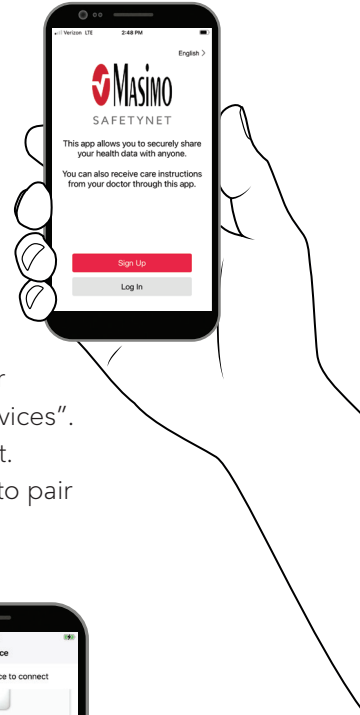 Verizon LTE 2:48 PM
English >
Masimo
SAFETYNET
This app allows you to securely share
your health data with anyone.
You can also receive care instructions
from your doctor through this app.
Sign Up
Log In
vices”.
t.
to pair
ce
ce to connect